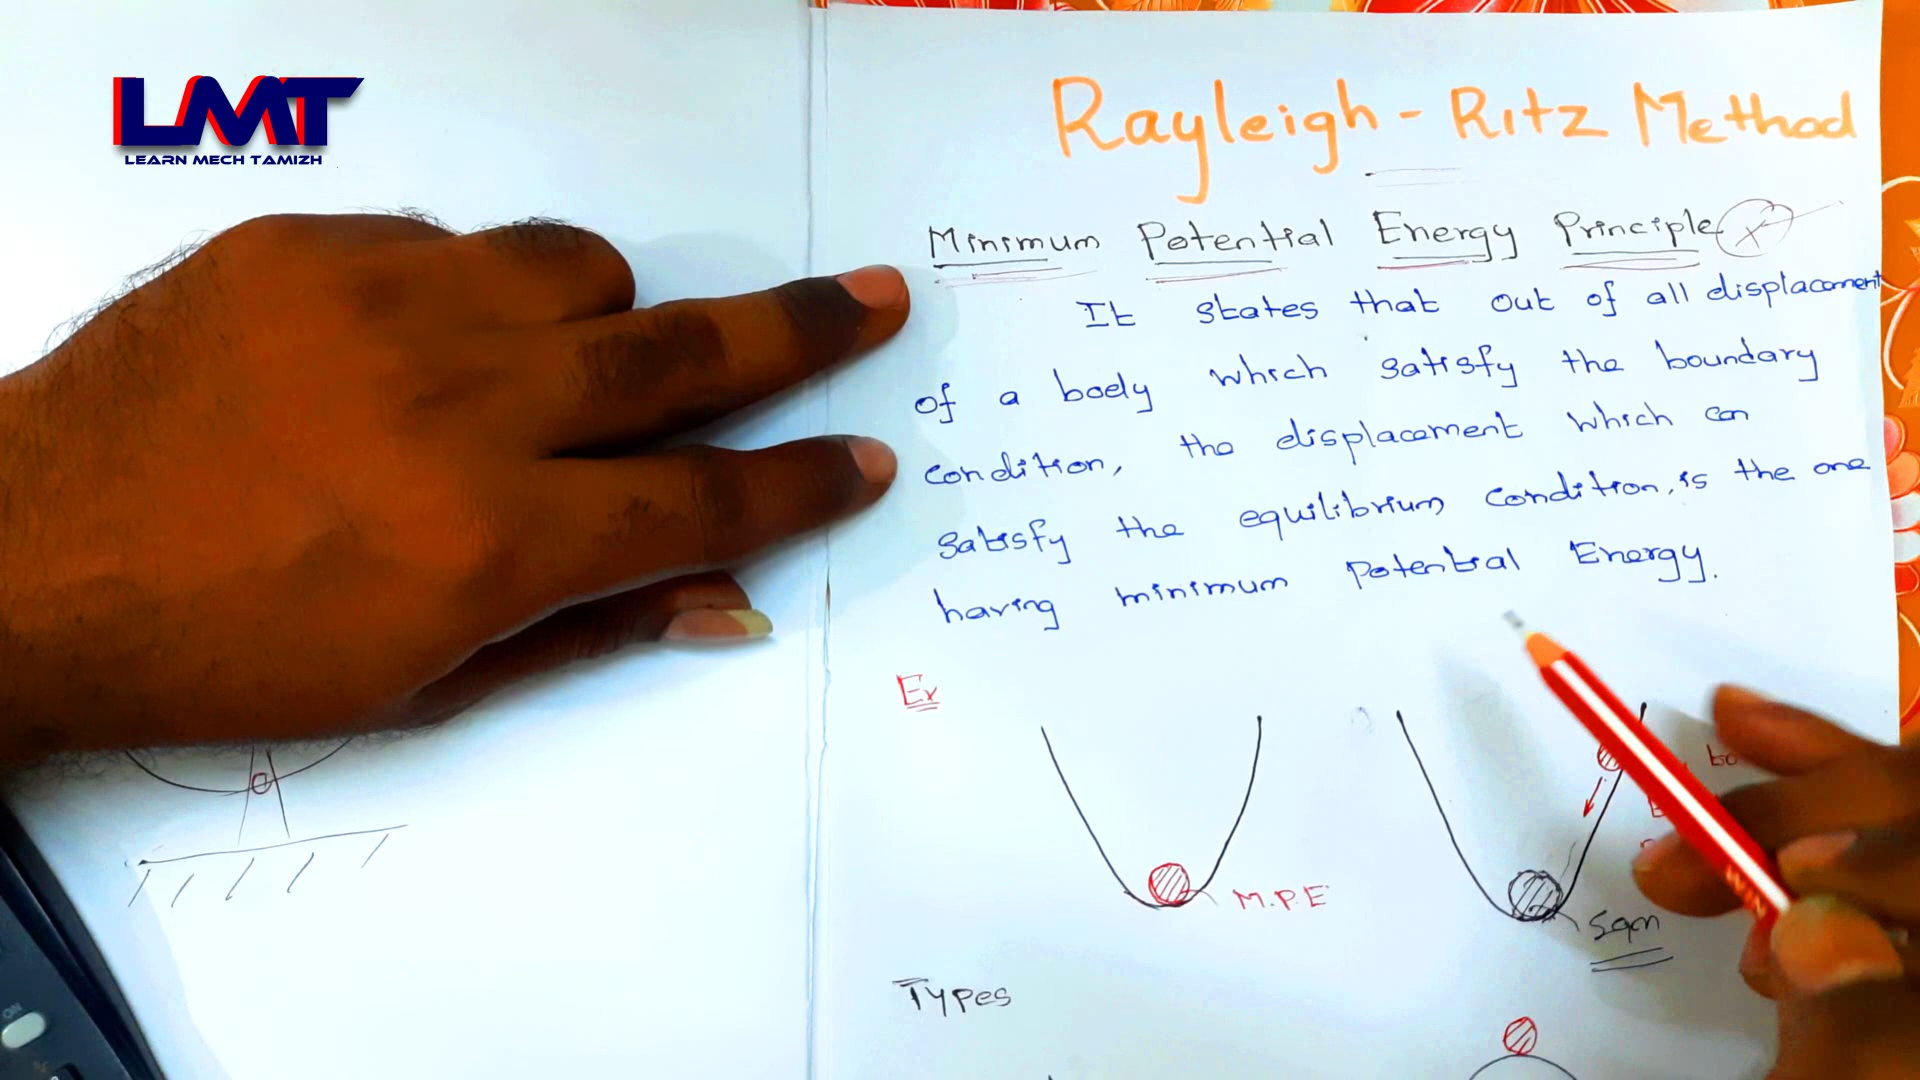 LMT
LEARN MECH TAMIZH
Rayleigh - Ritz Method
Minimum Potential Energy Principle
It states that out of all displacement
of a body which satisfy the boundary
condition, the displacement which can
satisfy the equilibrium condition, is the one
having minimum potential Energy.
Ex
M.P.E
Types
ON